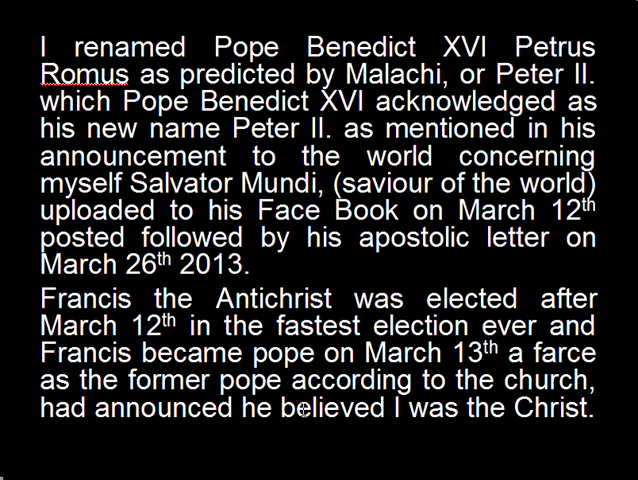 I renamed Pope Benedict XVI Petrus
Romus as predicted by Malachi, or Peter II.
which Pope Benedict XVI acknowledged as
his new name Peter II. as mentioned in his
announcement to the world concerning
myself Salvator Mundi, (saviour of the world)
uploaded to his Face Book on March 12th
posted followed by his apostolic letter on
March 26th 2013.
Francis the Antichrist was elected after
March 12th in the fastest election ever and
Francis became pope on March 13th a farce
as the former pope according to the church,
had announced he believed I was the Christ.